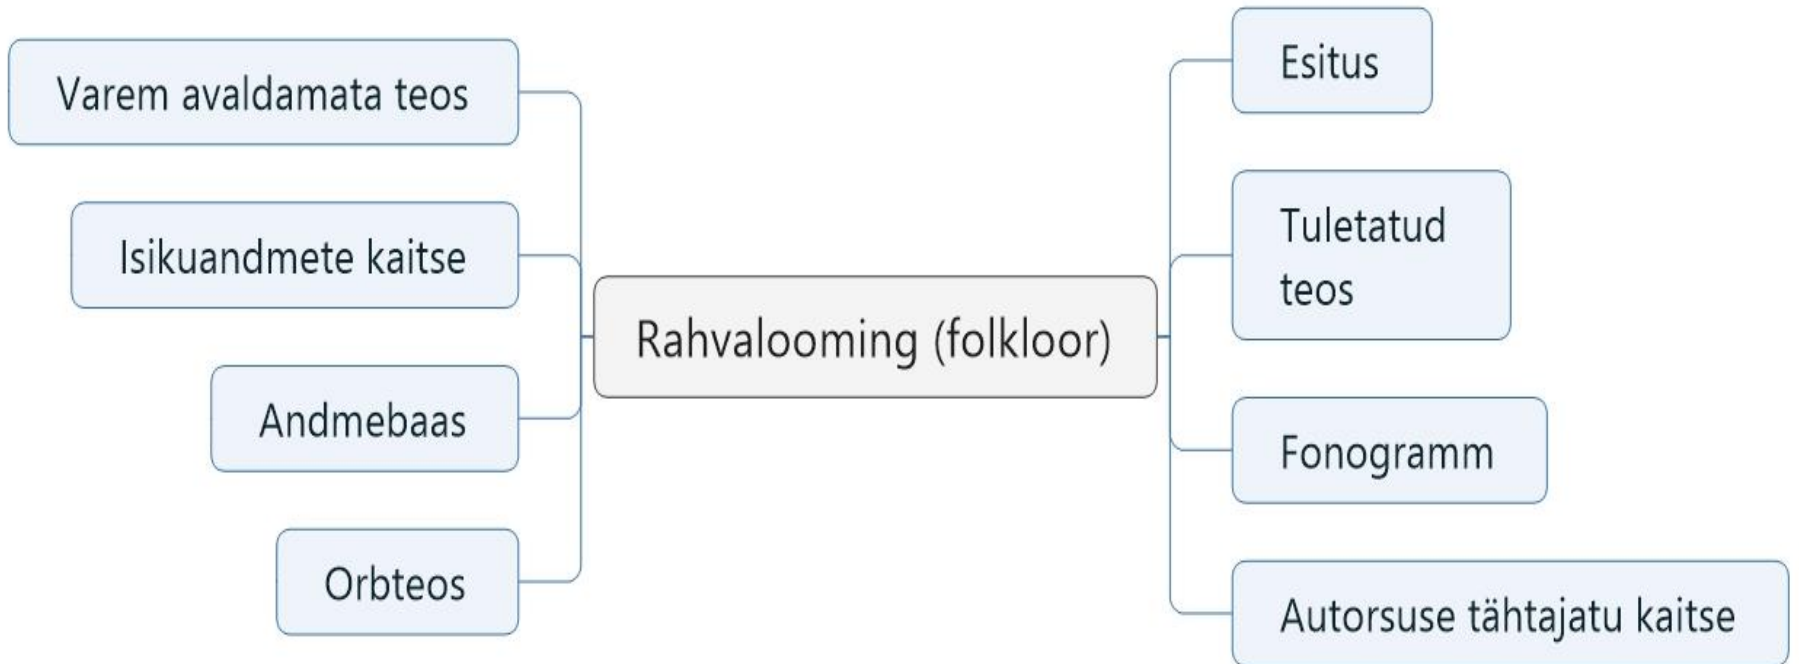 Varem avaldamata teos
Isikuandmete kaitse
Andmebaas
Orbteos
Rahvalooming (folkloor)
Esitus
Tuletatud
teos
Fonogramm
Autorsuse tähtajatu kaitse